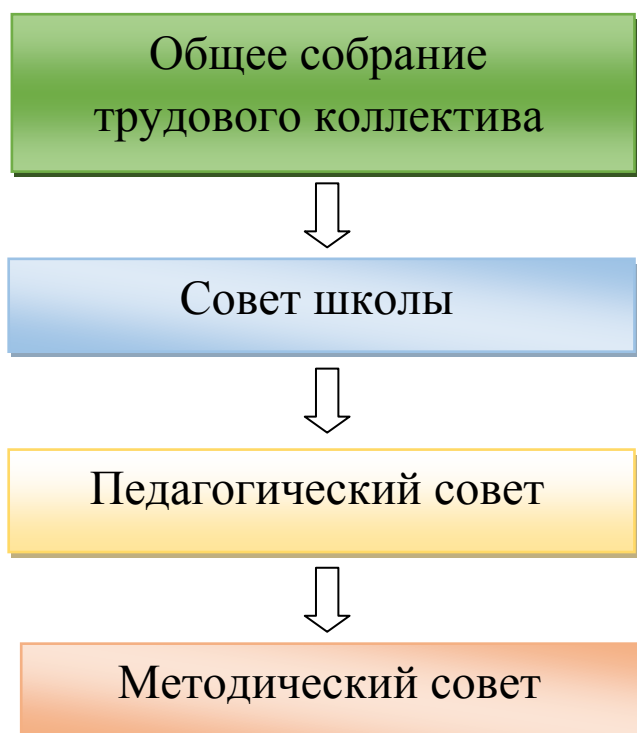 Общее собрание
трудового коллектива
Совет школы
Педагогический совет
Методический совет